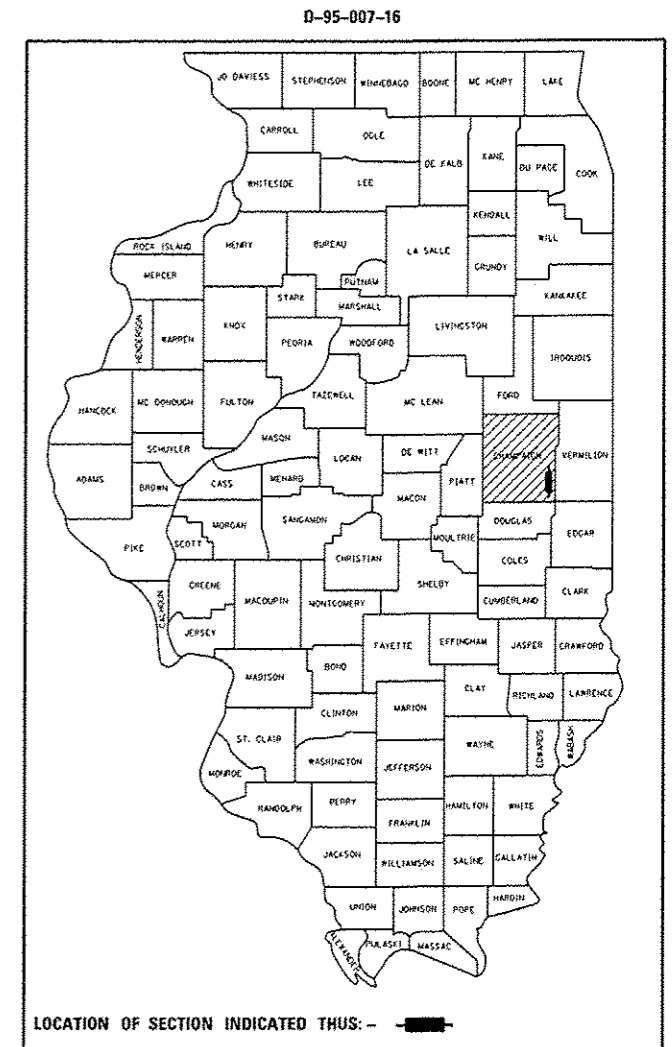 D-95-007-16
JO DAVIESS STEPHENSON WINNEBAGO BOONE MC HENRY LAKE
CARROLL OGLE DE KALB KANE DU PAGE COOK
WHITESIDE LEE KENDALL WILL
ROCK ISLAND HENRY BUREAU LA SALLE GRUNDY
MERCER PUTNAM KANKAKEE
STARK MARSHALL
HENDERSON WARREN KNOX PEORIA WOODFORD LIVINGSTON IROQUOIS
HANCOCK MC DONOUGH FULTON TAZEWELL MC LEAN FORD
MASON
SCHUYLER LOGAN DE WITT CHAMPAIGN VERMILION
ADAMS BROWN CASS MENARD PIATT
MACON
MORGAN SANGAMON DOUGLAS
PIKE SCOTT CHRISTIAN MOULTRIE EDGAR
COLES
GREENE SHELBY
CALHOUN MACOUPIN MONTGOMERY CUMBERLAND CLARK
JERSEY
FAYETTE EFFINGHAM JASPER CRAWFORD
BOND
MADISON CLAY
RICHLAND LAWRENCE
CLINTON MARION
ST. CLAIR WAYNE EDWARDS WABASH
WASHINGTON JEFFERSON
MONROE
RANDOLPH PERRY HAMILTON WHITE
FRANKLIN
JACKSON WILLIAMSON SALINE GALLATIN
HARDIN
UNION JOHNSON POPE
ALEXANDER PULASKI MASSAC
LOCATION OF SECTION INDICATED THUS: –